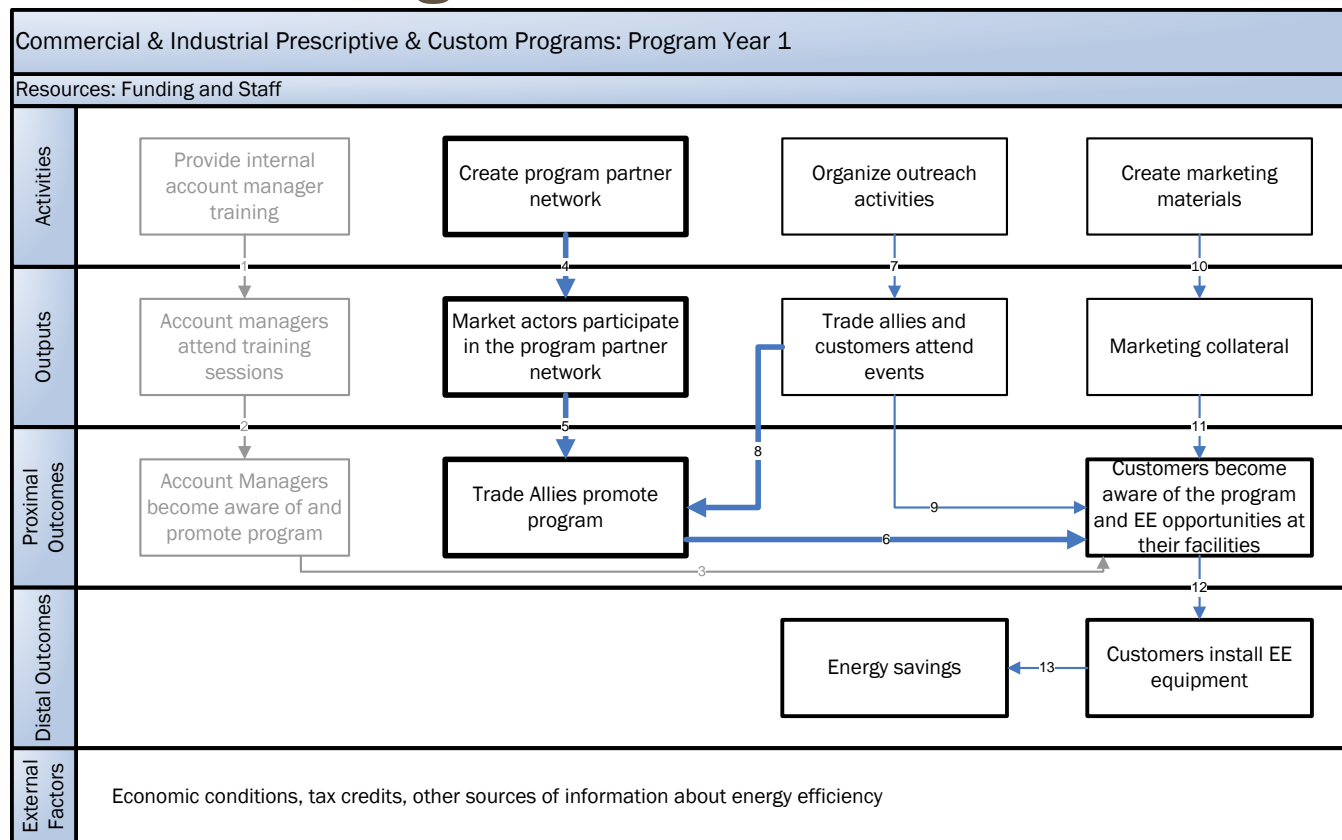 Commercial & Industrial Prescriptive & Custom Programs: Program Year 1
Resources: Funding and Staff
Activities
Provide internal
account manager
training
Create program partner
network
Organize outreach
activities
Create marketing
materials
1
4
7
10
Outputs
Account managers
attend training
sessions
Market actors participate
in the program partner
network
Trade allies and
customers attend
events
Marketing collateral
2
5
8
11
Proximal
Outcomes
Account Managers
become aware of and
promote program
Trade Allies promote
program
Customers become
aware of the program
and EE opportunities at
their facilities
9
6
3
12
Distal Outcomes
Energy savings
13
Customers install EE
equipment
External
Factors
Economic conditions, tax credits, other sources of information about energy efficiency